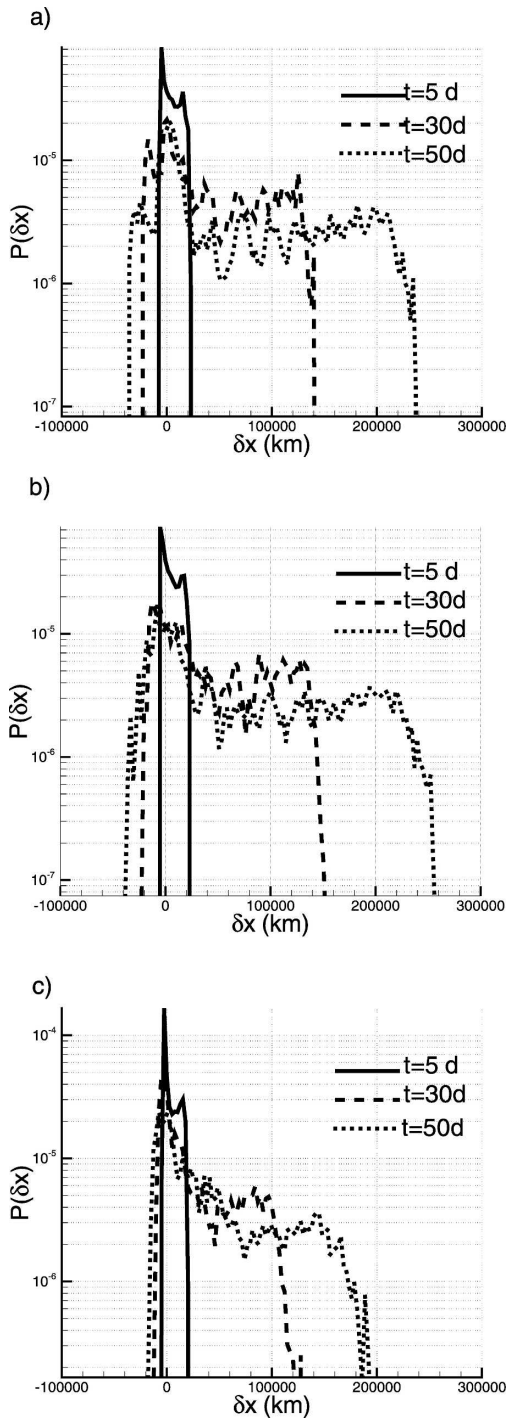 a)
t=5 d
t=30d
t=50d
10⁻⁵
10⁻⁶
10⁻⁷
P(δx)
-100000 0 100000 200000 300000
δx (km)
b)
t=5 d
t=30d
t=50d
10⁻⁵
10⁻⁶
10⁻⁷
P(δx)
-100000 0 100000 200000 300000
δx (km)
c)
10⁻⁴
t=5 d
t=30d
t=50d
10⁻⁵
10⁻⁶
P(δx)
-100000 0 100000 200000 300000
δx (km)